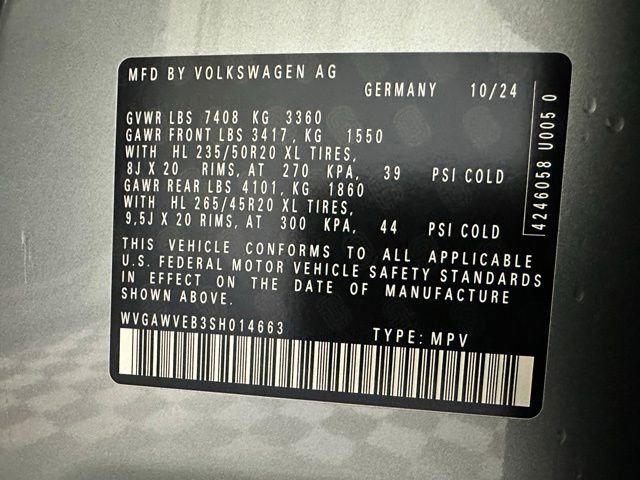 MFD BY VOLKSWAGEN AG
GERMANY 10/24
GVWR LBS 7408 KG 3360
GAWR FRONT LBS 3417, KG 1550
WITH HL 235/50R20 XL TIRES,
8J X 20 RIMS, AT 270 KPA, 39 PSI COLD
GAWR REAR LBS 4101, KG 1860
WITH HL 265/45R20 XL TIRES,
9,5J X 20 RIMS, AT 300 KPA, 44 PSI COLD
THIS VEHICLE CONFORMS TO ALL APPLICABLE
U.S. FEDERAL MOTOR VEHICLE SAFETY STANDARDS
IN EFFECT ON THE DATE OF MANUFACTURE
SHOWN ABOVE.
WVGAWVEB3SH014663 TYPE: MPV
4246058 U005 0